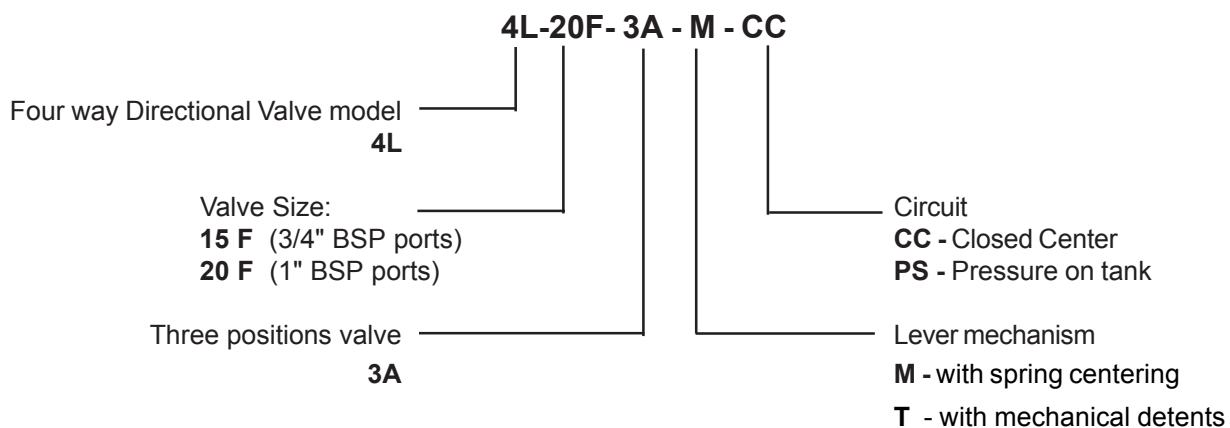 4L-20F- 3A - M - CC
Four way Directional Valve model
4L
Valve Size:
15 F (3/4" BSP ports)
20 F (1" BSP ports)
Three positions valve
3A
Circuit
CC - Closed Center
PS - Pressure on tank
Lever mechanism
M - with spring centering
T - with mechanical detents